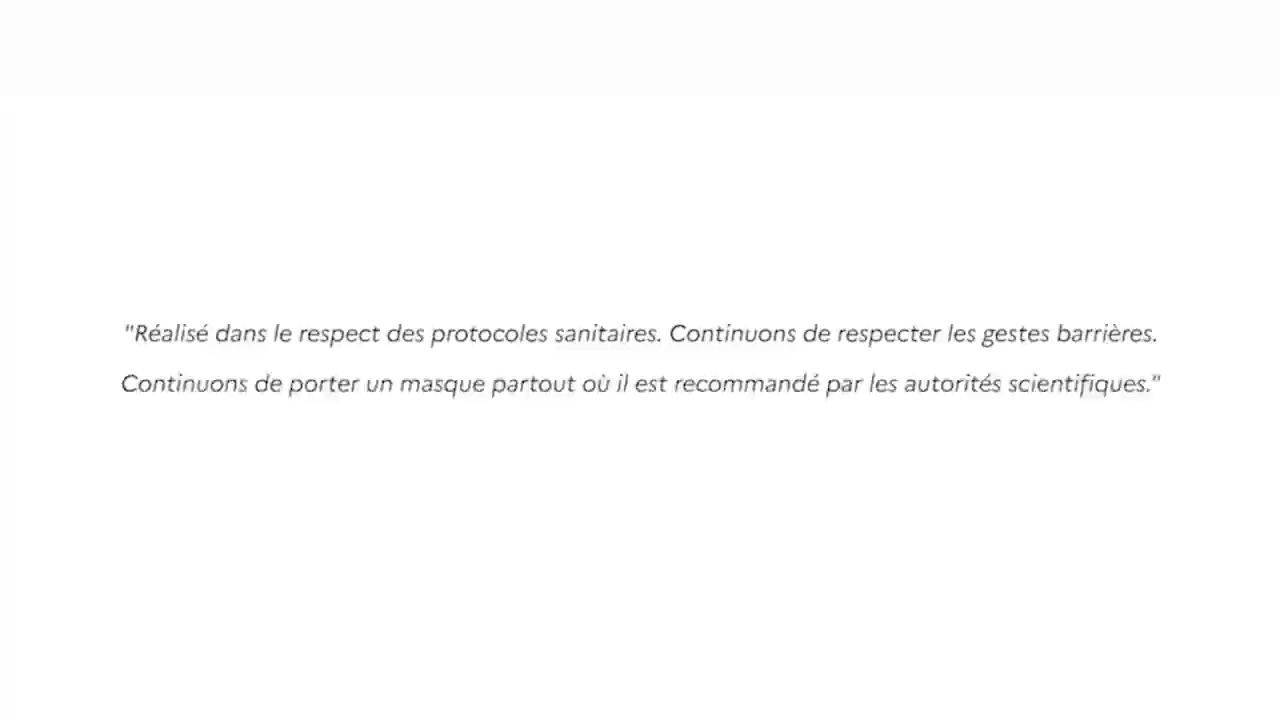 "Réalisé dans le respect des protocoles sanitaires. Continuons de respecter les gestes barrières.
Continuons de porter un masque partout où il est recommandé par les autorités scientifiques."